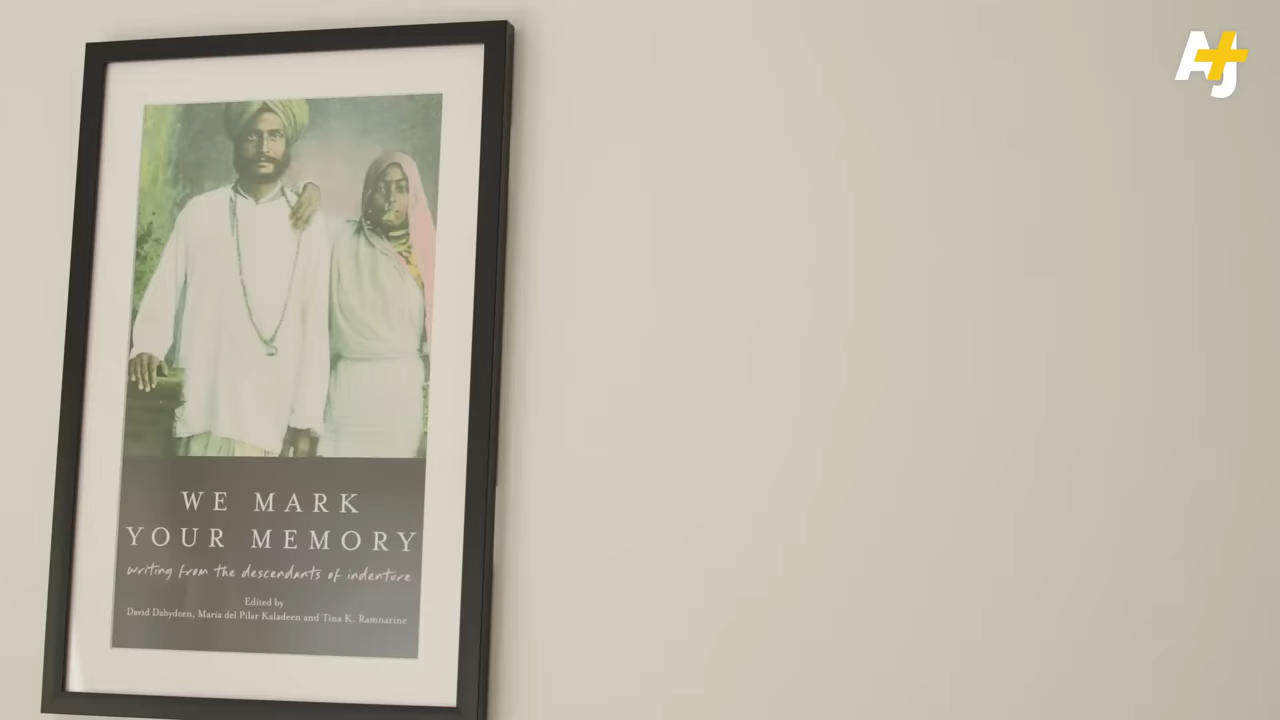 AJ+
WE MARK
YOUR MEMORY
writing from the descendants of indenture
Edited by
David Dabydeen, Maria del Pilar Kaladeen and Tina K. Ramnarine